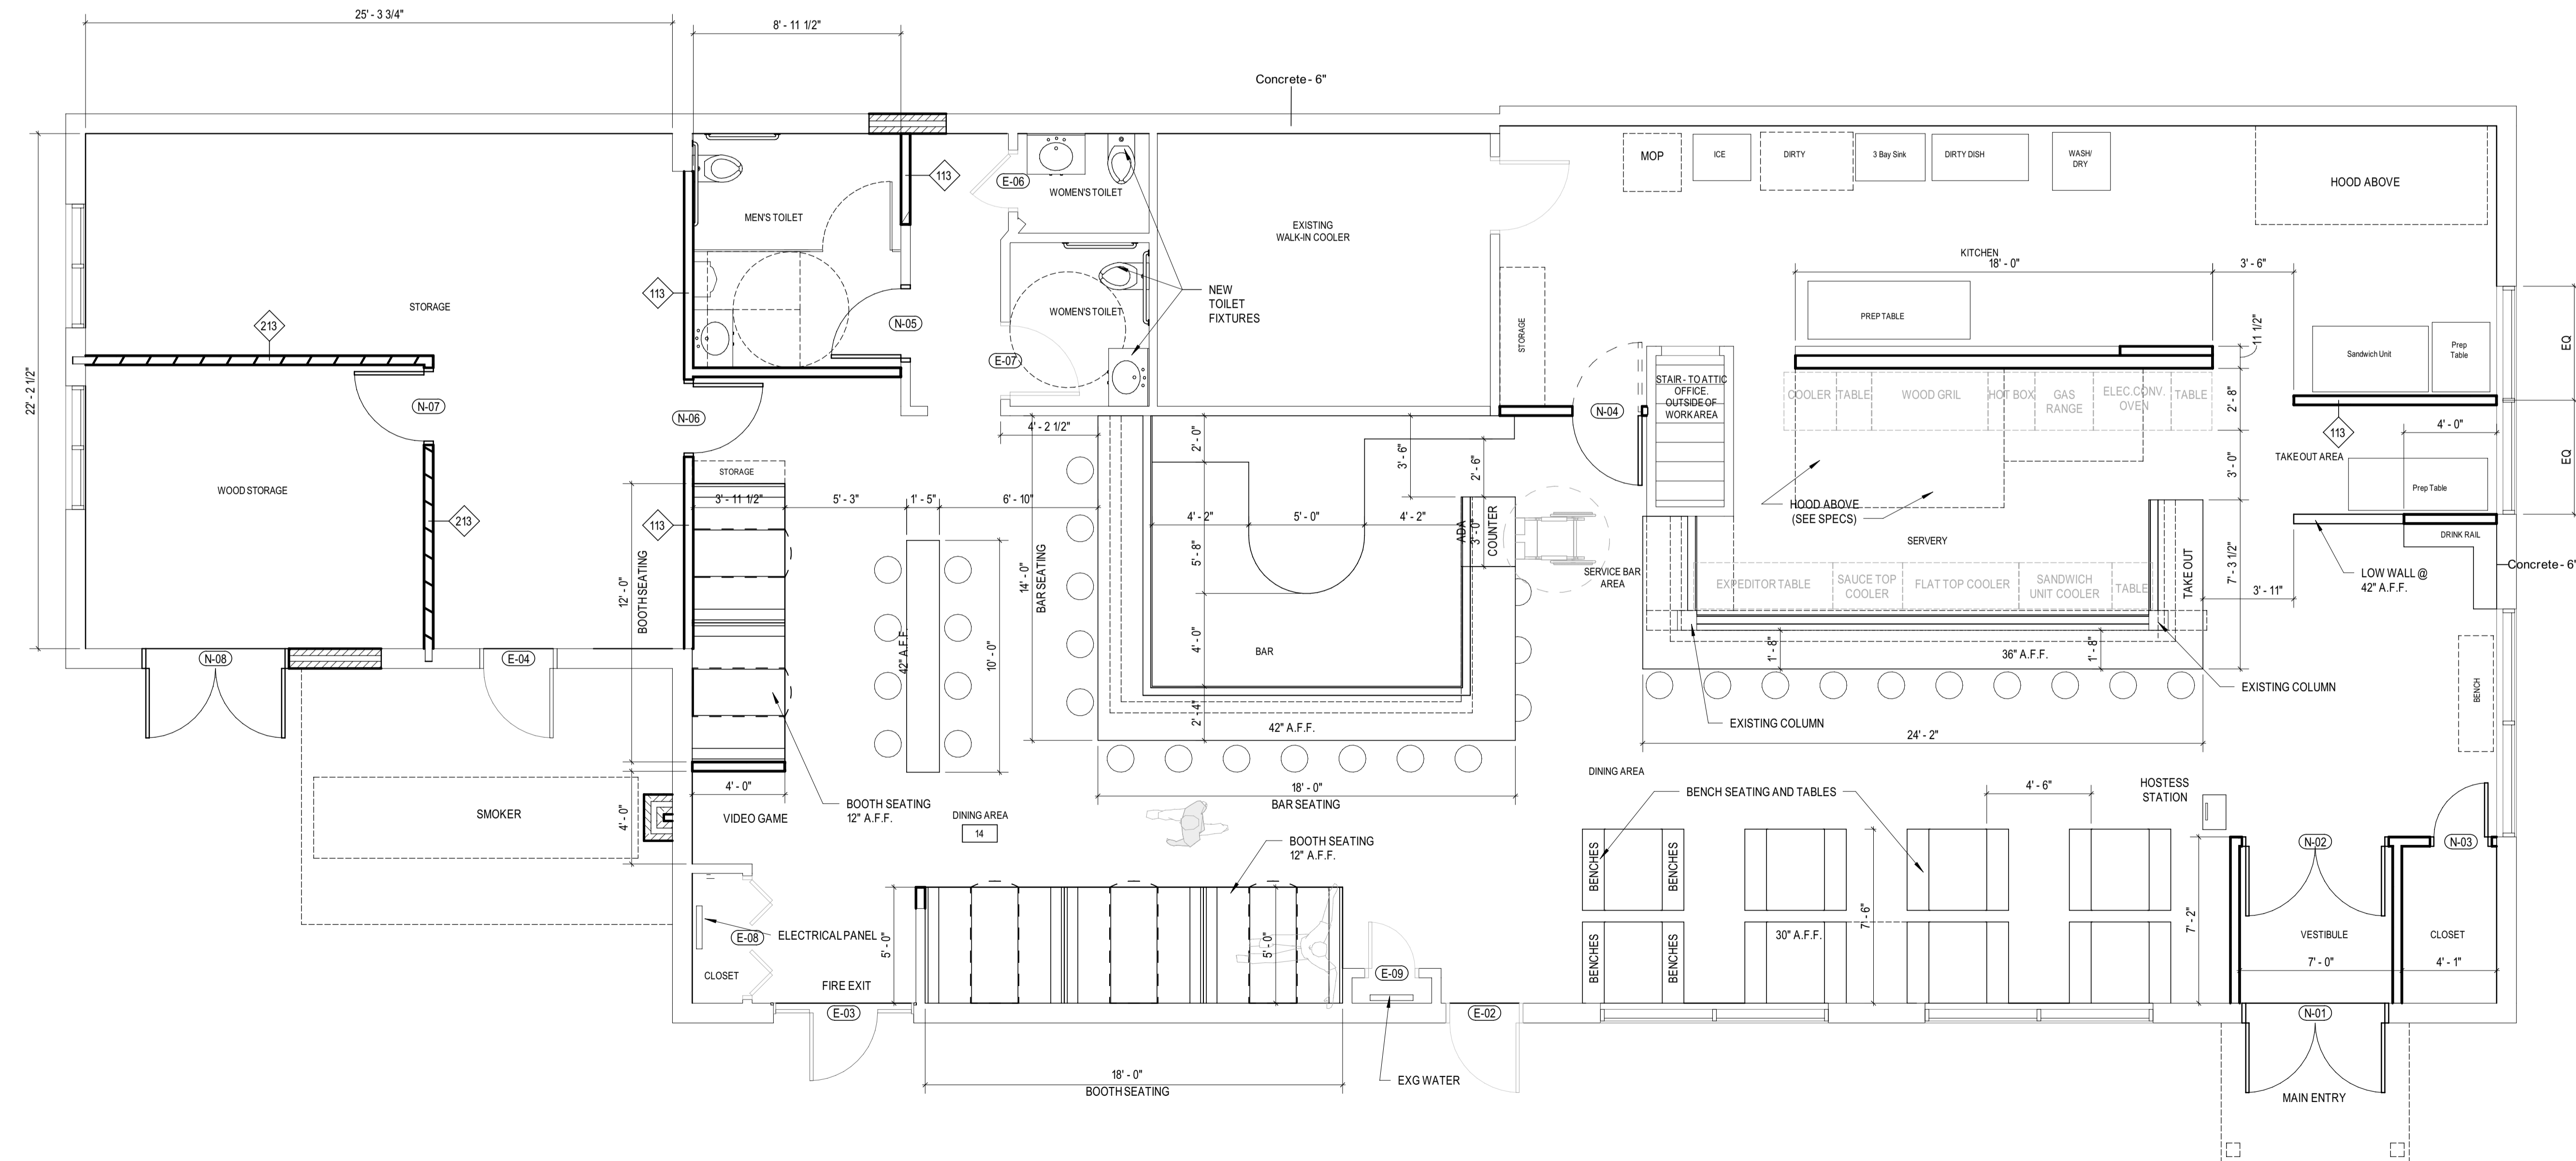 25' - 3 3/4"
8' - 11 1/2"
Concrete - 6"
22' - 2 1/2"
STORAGE
213
WOOD STORAGE
213
N-07
N-08
E-04
SMOKER
113
MEN'S TOILET
113
N-05
N-06
113
E-06
WOMEN'S TOILET
WOMEN'S TOILET
E-07
NEW
TOILET
FIXTURES
EXISTING
WALK-IN COOLER
4' - 2 1/2"
STORAGE
3' - 11 1/2"
5' - 3"
1' - 5"
6' - 10"
12' - 0"
BOOTH SEATING
42" A.F.F.
10' - 0"
14' - 0"
BAR SEATING
4' - 0"
4' - 0"
VIDEO GAME
BOOTH SEATING
12" A.F.F.
DINING AREA
14
2' - 0"
4' - 2"
5' - 0"
4' - 2"
5' - 8"
4' - 0"
BAR
2' - 4"
42" A.F.F.
3' - 6"
2' - 6"
ADA
COUNTER
3' - 0"
18' - 0"
BAR SEATING
SERVICE BAR
AREA
BOOTH SEATING
12" A.F.F.
ELECTRICAL PANEL
E-08
CLOSET
FIRE EXIT
E-03
5' - 0"
5' - 0"
18' - 0"
BOOTH SEATING
E-09
EXG WATER
E-02
MOP
ICE
DIRTY
3 Bay Sink
DIRTY DISH
WASH/
DRY
HOOD ABOVE
KITCHEN
18' - 0"
3' - 6"
PREP TABLE
11 1/2"
STORAGE
N-04
STAIR - TO ATTIC
OFFICE.
OUTSIDE OF
WORK AREA
COOLER
TABLE
WOOD GRIL
HOT BOX
GAS
RANGE
ELEC.CONV.
OVEN
TABLE
2' - 8"
3' - 0"
7' - 3 1/2"
Sandwich Unit
Prep
Table
EQ
EQ
113
4' - 0"
TAKE OUT AREA
Prep Table
DRINK RAIL
Concrete - 6"
LOW WALL @
42" A.F.F.
HOOD ABOVE
(SEE SPECS)
SERVERY
EXPEDITOR TABLE
SAUCE TOP
COOLER
FLAT TOP COOLER
SANDWICH
UNIT COOLER
TABLE
TAKE OUT
3' - 11"
1' - 8"
36" A.F.F.
1' - 8"
EXISTING COLUMN
EXISTING COLUMN
24' - 2"
BENCH
DINING AREA
BENCH SEATING AND TABLES
4' - 6"
HOSTESS
STATION
BENCHES
BENCHES
BENCHES
BENCHES
30" A.F.F.
7' - 6"
7' - 2"
N-02
N-03
VESTIBULE
CLOSET
7' - 0"
4' - 1"
N-01
MAIN ENTRY